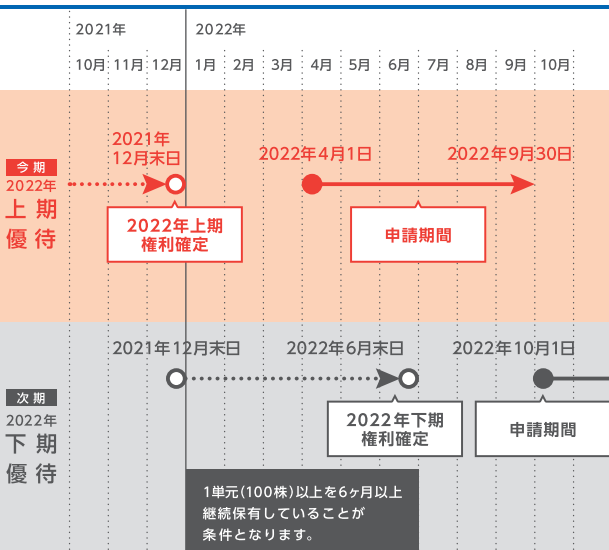 2021年
2022年
10月 11月 12月 1月 2月 3月 4月 5月 6月 7月 8月 9月 10月
今期
2022年
上期
優待
2021年
12月末日
2022年4月1日
2022年9月30日
2022年上期
権利確定
申請期間
次期
2022年
下期
優待
2021年12月末日
2022年6月末日
2022年10月1日
2022年下期
権利確定
申請期間
1単元(100株)以上を6ヶ月以上
継続保有していることが
条件となります。